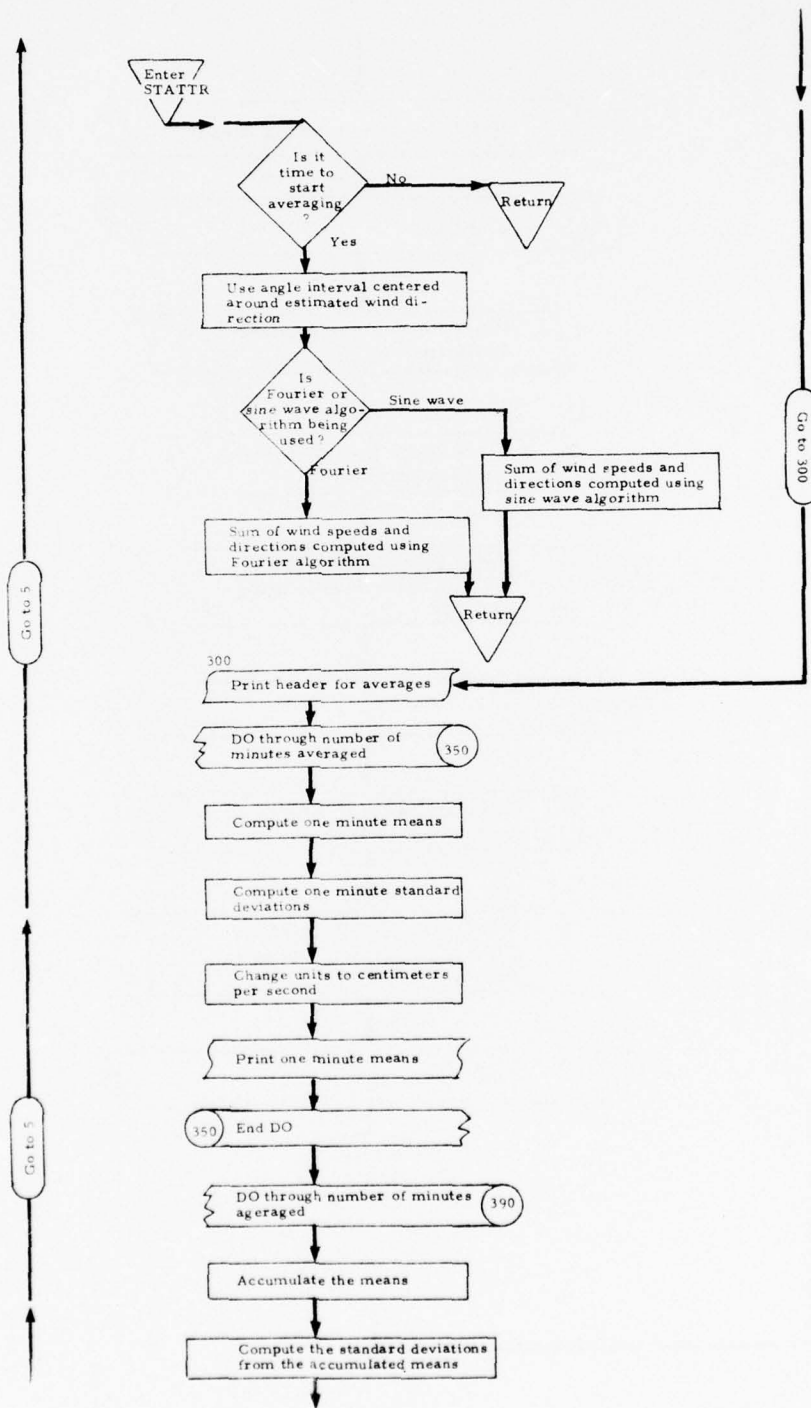 Enter
STATTR
Is it
time to
start
averaging
?
No
Return
Yes
Use angle interval centered
around estimated wind di-
rection
Is
Fourier or
sine wave algo-
rithm being
used?
Sine wave
Fourier
Sum of wind speeds and
directions computed using
sine wave algorithm
Sum of wind speeds and
directions computed using
Fourier algorithm
Return
Go to 300
Go to 5
300
Print header for averages
DO through number of
minutes averaged
350
Compute one minute means
Compute one minute standard
deviations
Change units to centimeters
per second
Print one minute means
350
End DO
Go to 5
DO through number of minutes
ageraged
390
Accumulate the means
Compute the standard deviations
from the accumulated means